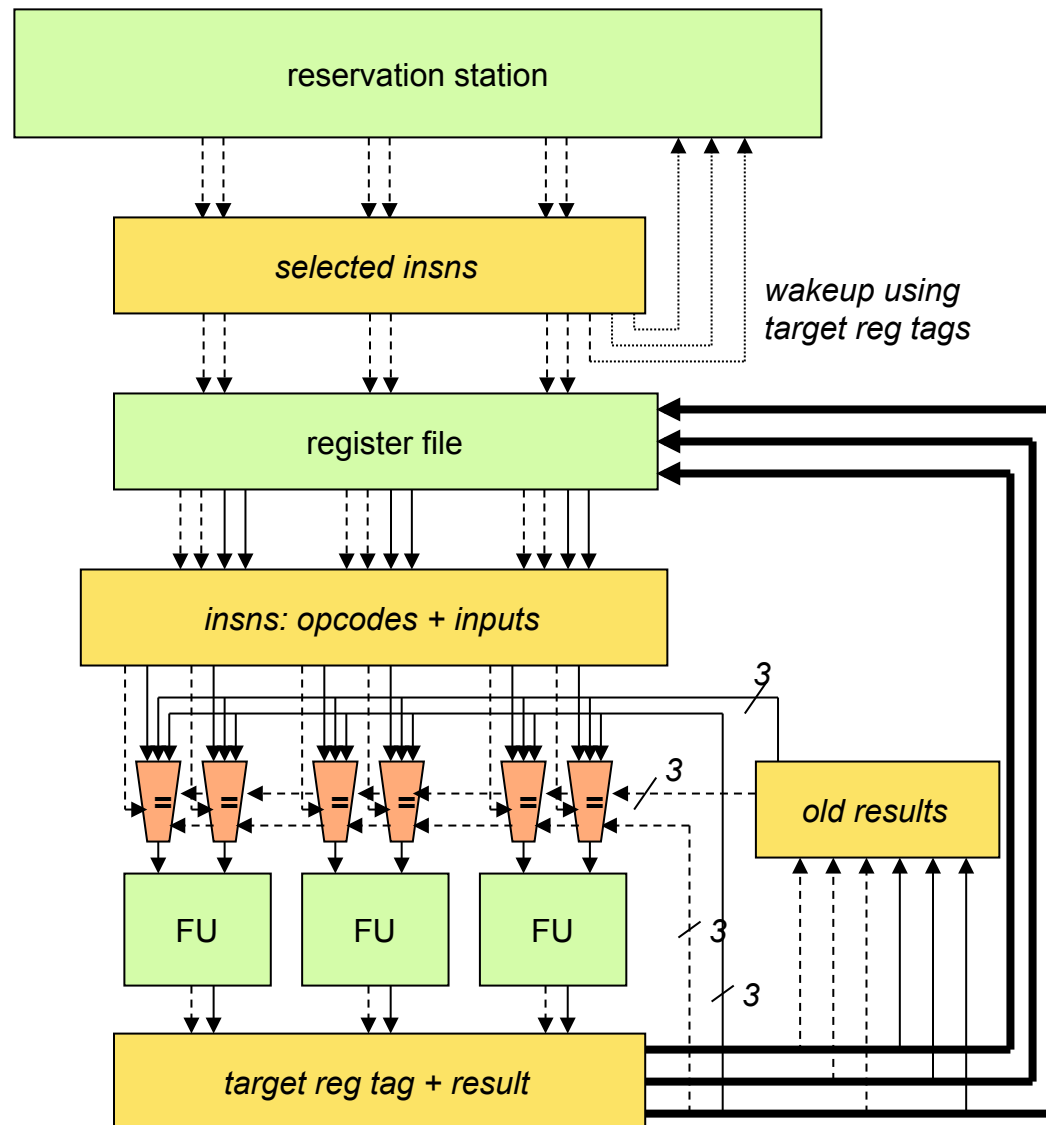 reservation station
selected insns
wakeup using
target reg tags
register file
insns: opcodes + inputs
3
= = = = = =
3
old results
FU FU FU
3
3
target reg tag + result